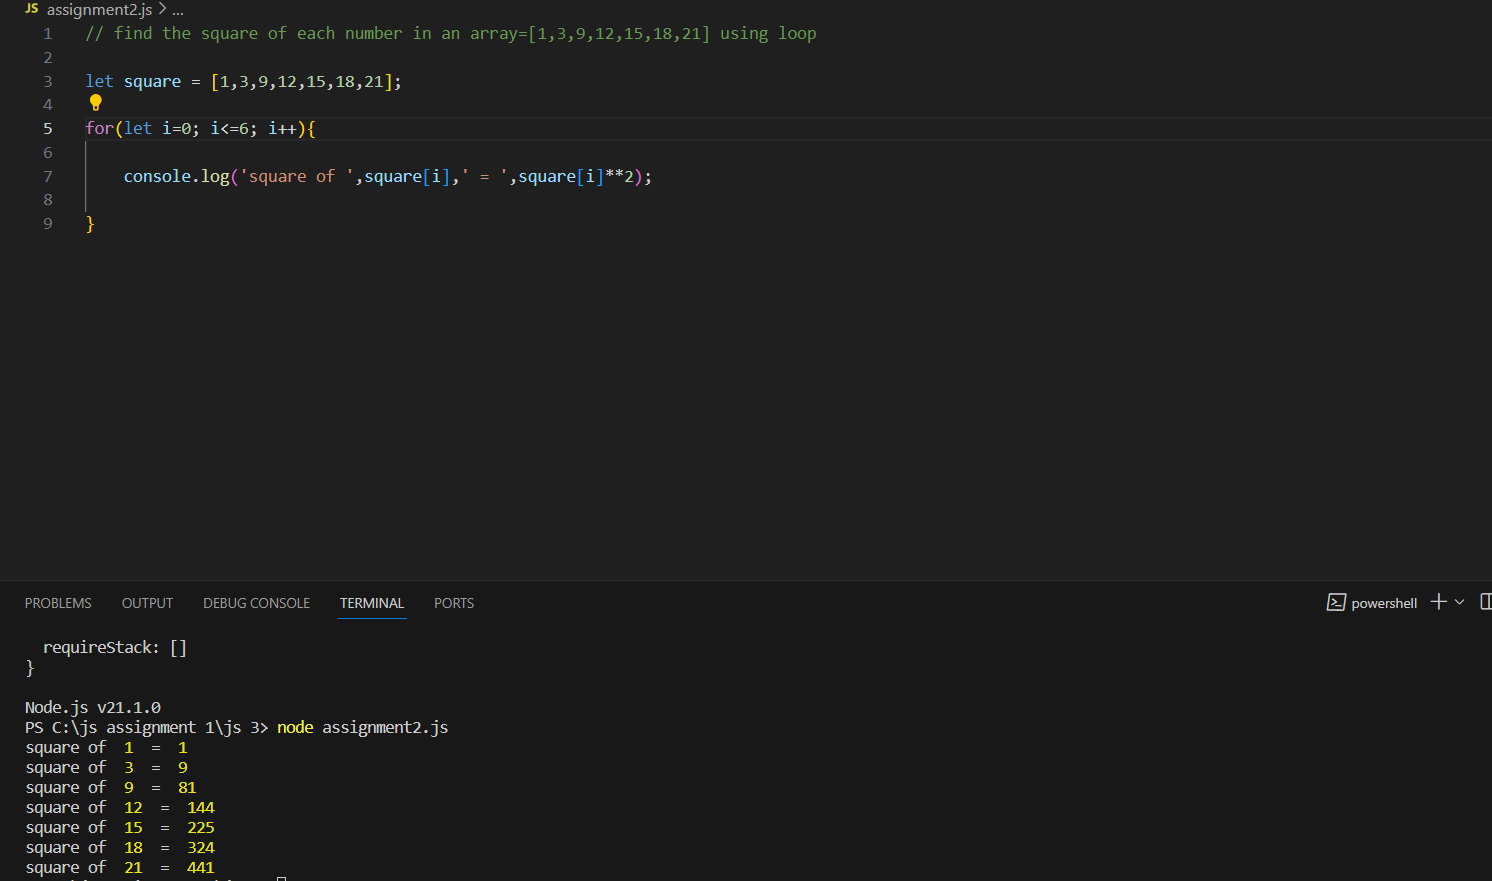 JS assignment2.js > ...
1 // find the square of each number in an array=[1,3,9,12,15,18,21] using loop
2
3 let square = [1,3,9,12,15,18,21];
4
5 for(let i=0; i<=6; i++){
6
7 console.log('square of ',square[i],' = ',square[i]**2);
8
9 }
PROBLEMS OUTPUT DEBUG CONSOLE TERMINAL PORTS powershell
requireStack: []
}
Node.js v21.1.0
PS C:\js assignment 1\js 3> node assignment2.js
square of  1  =  1
square of  3  =  9
square of  9  =  81
square of  12  =  144
square of  15  =  225
square of  18  =  324
square of  21  =  441